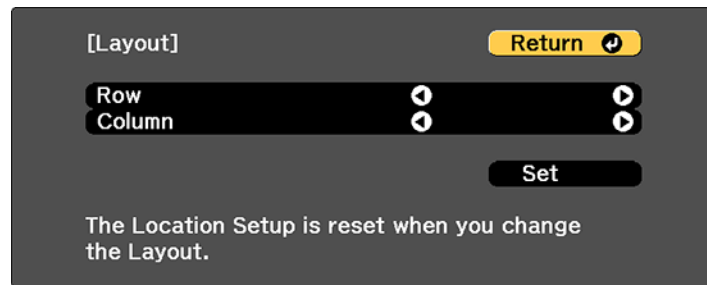 [Layout]
Return
Row
Column
Set
The Location Setup is reset when you change
the Layout.